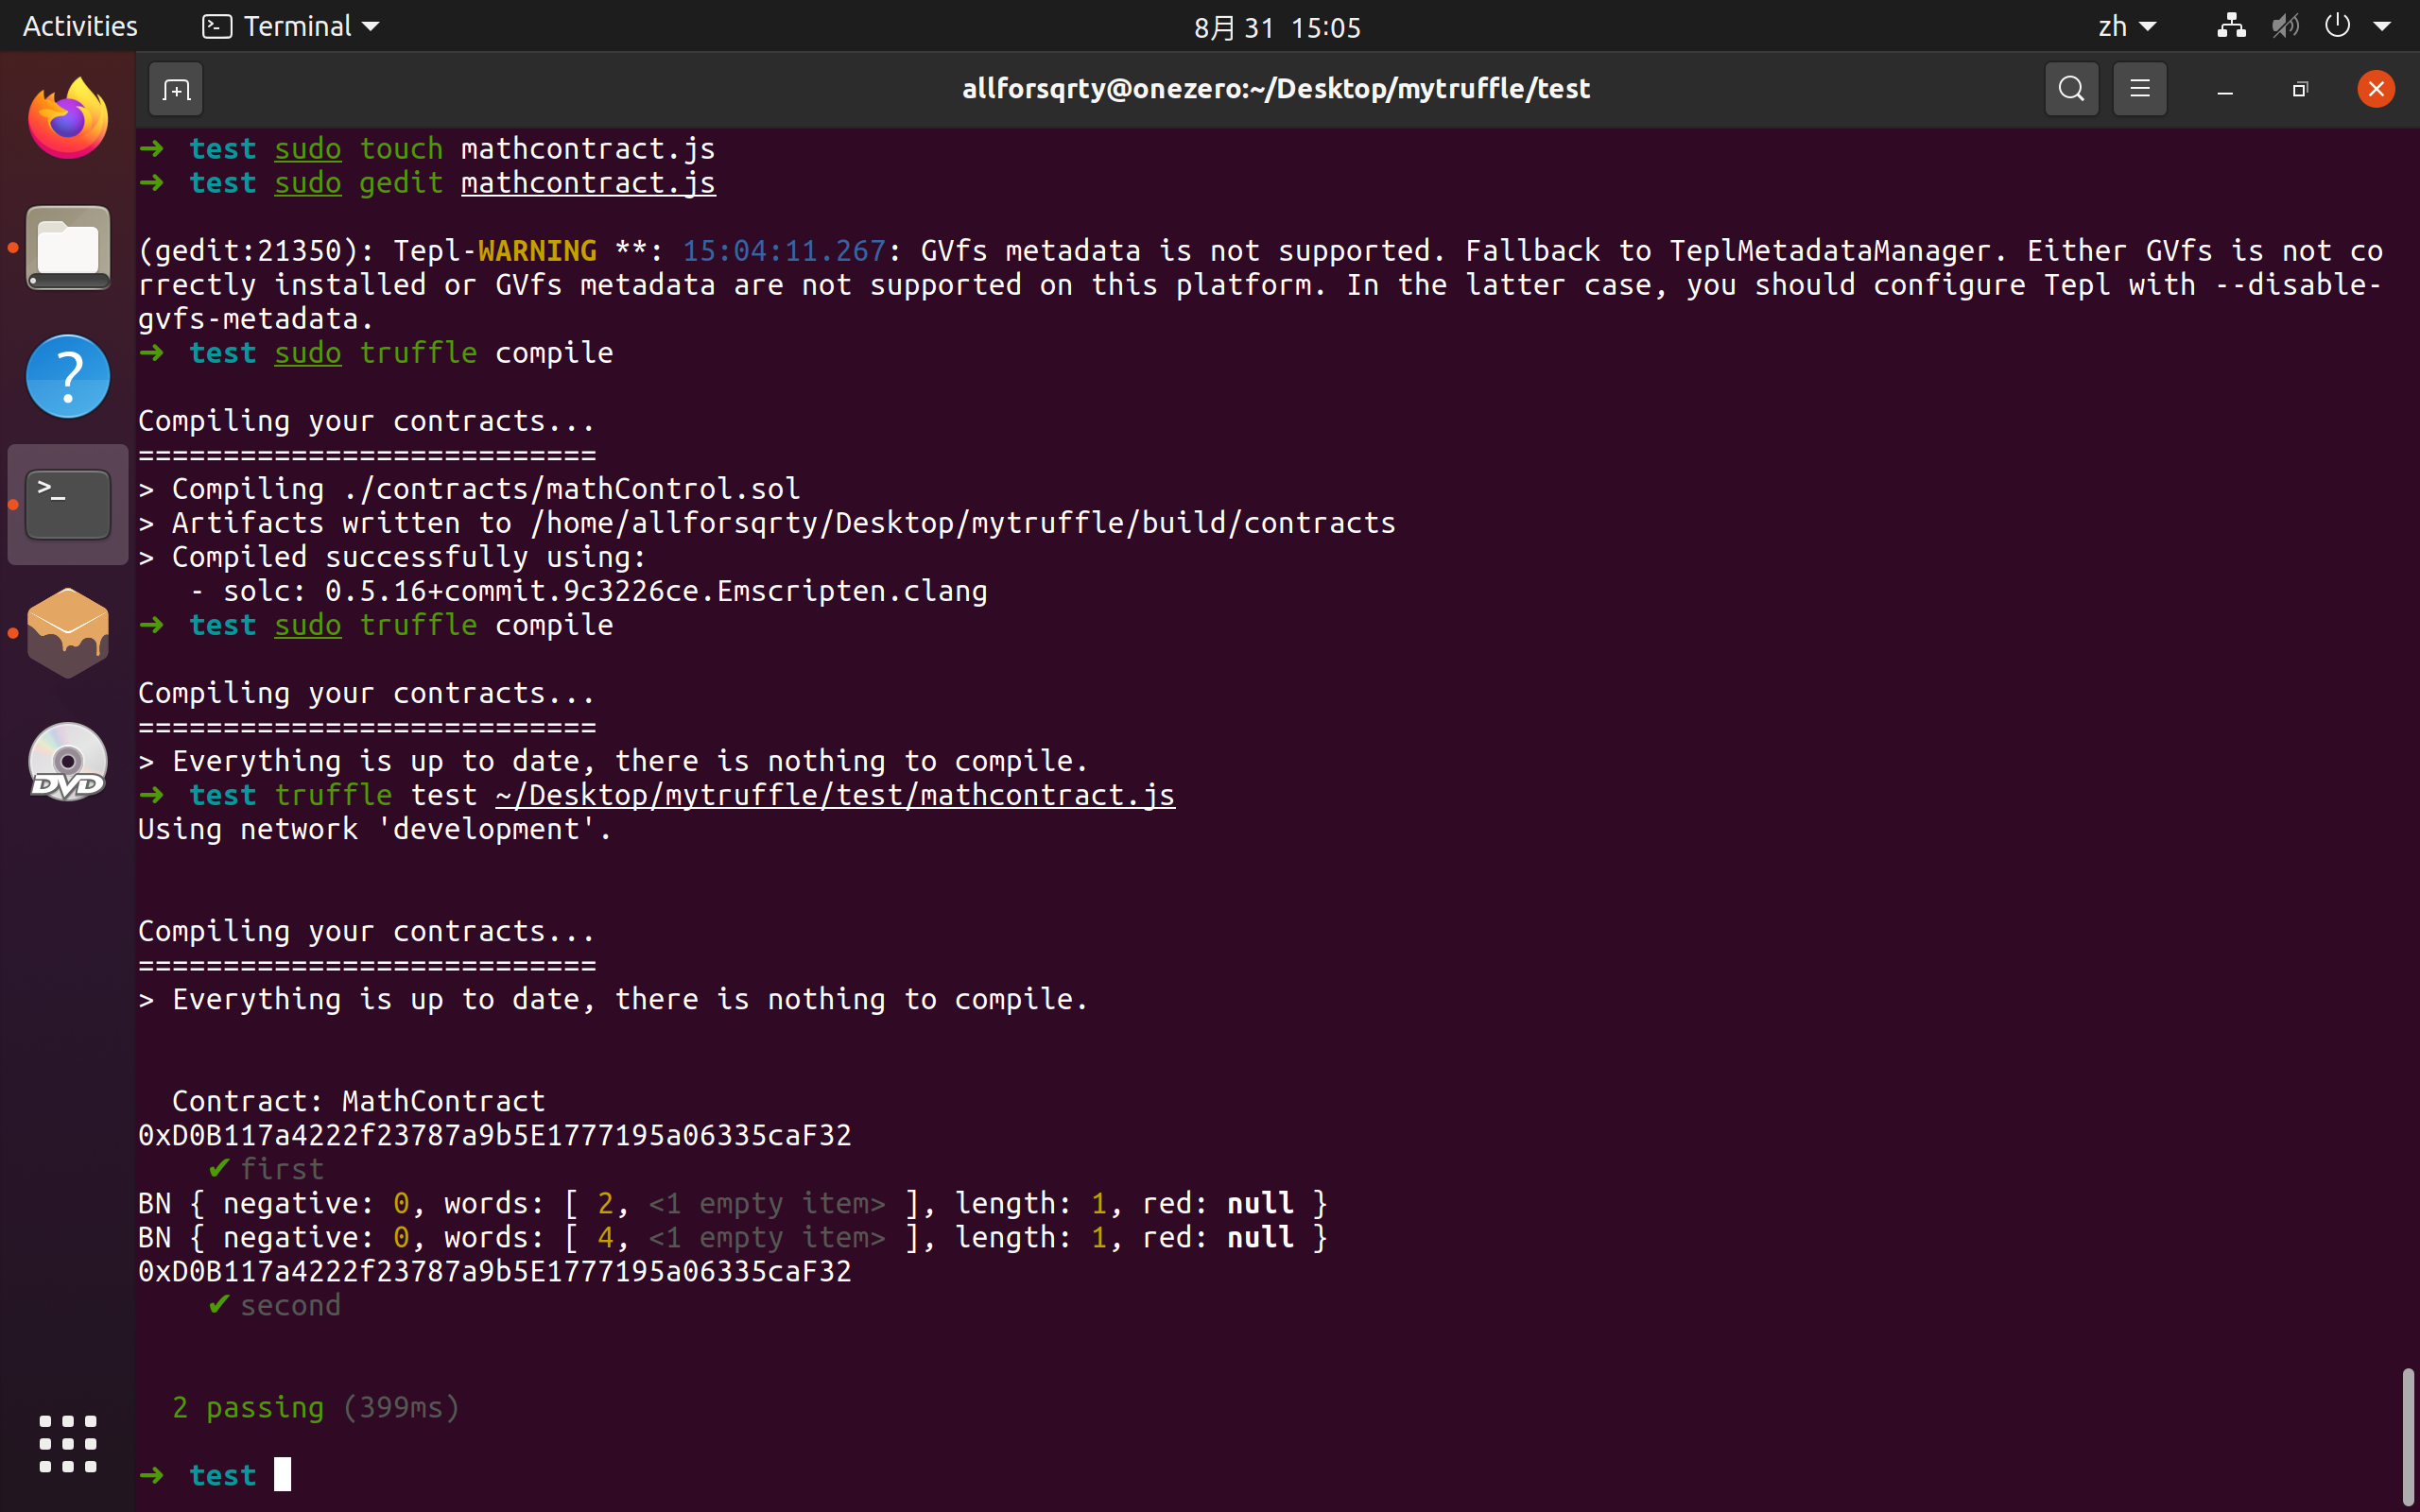 Activities
Terminal
8月 31 15:05
zh
allforsqrty@onezero:~/Desktop/mytruffle/test
➜ test sudo touch mathcontract.js
➜ test sudo gedit mathcontract.js
(gedit:21350): Tepl-WARNING **: 15:04:11.267: GVfs metadata is not supported. Fallback to TeplMetadataManager. Either GVfs is not co
rrectly installed or GVfs metadata are not supported on this platform. In the latter case, you should configure Tepl with --disable-
gvfs-metadata.
➜ test sudo truffle compile
Compiling your contracts...
===========================
> Compiling ./contracts/mathControl.sol
> Artifacts written to /home/allforsqrty/Desktop/mytruffle/build/contracts
> Compiled successfully using:
   - solc: 0.5.16+commit.9c3226ce.Emscripten.clang
➜ test sudo truffle compile
Compiling your contracts...
===========================
> Everything is up to date, there is nothing to compile.
➜ test truffle test ~/Desktop/mytruffle/test/mathcontract.js
Using network 'development'.
Compiling your contracts...
===========================
> Everything is up to date, there is nothing to compile.
  Contract: MathContract
0xD0B117a4222f23787a9b5E1777195a06335caF32
    ✔ first
BN { negative: 0, words: [ 2, <1 empty item> ], length: 1, red: null }
BN { negative: 0, words: [ 4, <1 empty item> ], length: 1, red: null }
0xD0B117a4222f23787a9b5E1777195a06335caF32
    ✔ second
  2 passing (399ms)
➜ test
>_
?
DVD